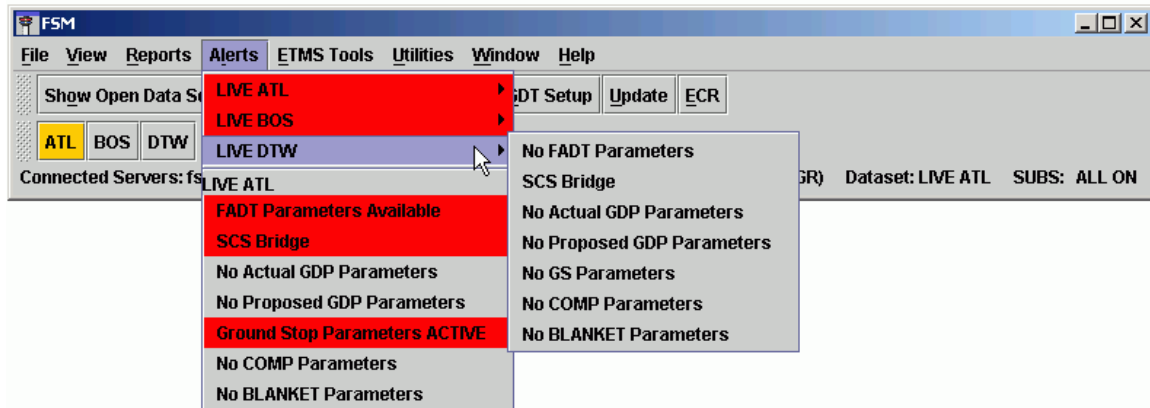 FSM
File View Reports Alerts ETMS Tools Utilities Window Help
Show Open Data S GDT Setup Update ECR
ATL BOS DTW
Connected Servers: fs GR) Dataset: LIVE ATL SUBS: ALL ON
LIVE ATL
LIVE BOS
LIVE DTW
LIVE ATL
FADT Parameters Available
SCS Bridge
No Actual GDP Parameters
No Proposed GDP Parameters
Ground Stop Parameters ACTIVE
No COMP Parameters
No BLANKET Parameters
No FADT Parameters
SCS Bridge
No Actual GDP Parameters
No Proposed GDP Parameters
No GS Parameters
No COMP Parameters
No BLANKET Parameters